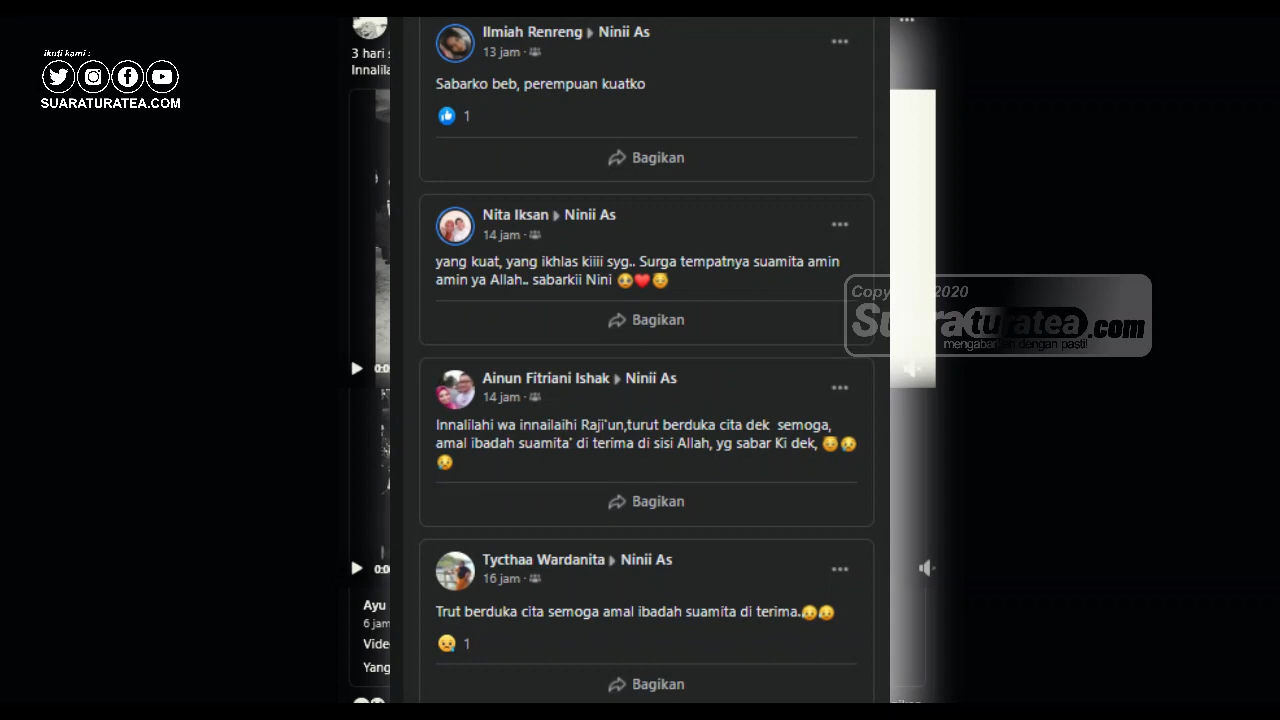 ikuti kami :
SUARATURATEA.COM
3 hari
Innalila
Ilmiah Renreng Ninii As
13 jam ·
Sabarko beb, perempuan kuatko
1
Bagikan
Nita Iksan Ninii As
14 jam ·
yang kuat, yang ikhlas kiiii syg.. Surga tempatnya suamita amin
amin ya Allah.. sabarkii Nini 🥺❤️🥺
Bagikan
2020
turatea.com
mengabarkan dengan pasti!
Ainun Fitriani Ishak Ninii As
14 jam ·
Innalilahi wa innailaihi Raji'un,turut berduka cita dek semoga,
amal ibadah suamita' di terima di sisi Allah, yg sabar Ki dek, 🥺😢
😢
Bagikan
Tycthaa Wardanita Ninii As
16 jam ·
Trut berduka cita semoga amal ibadah suamita di terima.😥😥
1
Bagikan
Ayu
6 jam
Vide
Yang